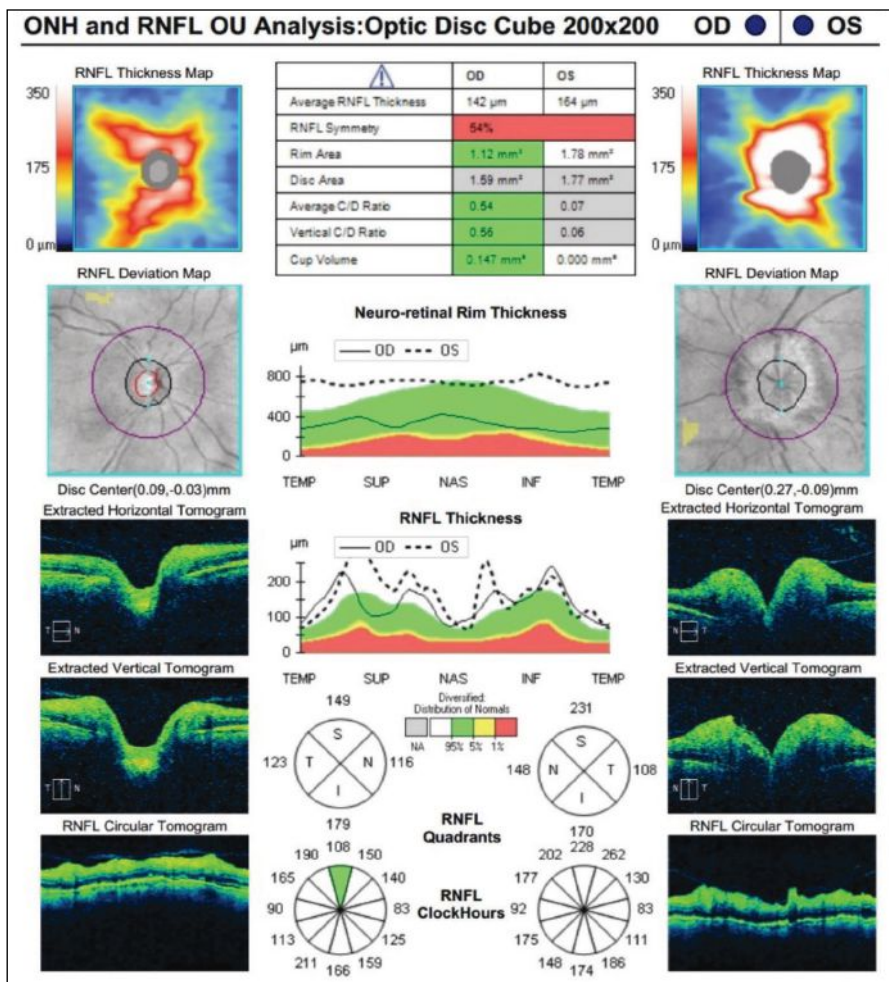 ONH and RNFL OU Analysis:Optic Disc Cube 200x200 OD OS
RNFL Thickness Map
350
175
0 μm
OD OS
Average RNFL Thickness 142 μm 164 μm
RNFL Symmetry 54%
Rim Area 1.12 mm² 1.78 mm²
Disc Area 1.59 mm² 1.77 mm²
Average C/D Ratio 0.54 0.07
Vertical C/D Ratio 0.56 0.06
Cup Volume 0.147 mm³ 0.000 mm³
RNFL Thickness Map
350
175
0 μm
RNFL Deviation Map
Disc Center(0.09,-0.03)mm
Neuro-retinal Rim Thickness
μm OD OS
800
400
0
TEMP SUP NAS INF TEMP
RNFL Deviation Map
Disc Center(0.27,-0.09)mm
Extracted Horizontal Tomogram
T N
RNFL Thickness
μm OD OS
200
100
0
TEMP SUP NAS INF TEMP
Extracted Horizontal Tomogram
N T
Extracted Vertical Tomogram
T N
Diversified:
Distribution of Normals
NA 95% 5% 1%
149
S
123 T N 116
I
179
231
S
148 N T 108
I
170
RNFL
Quadrants
Extracted Vertical Tomogram
N T
RNFL Circular Tomogram
108
190 150
165 140
90 83
113 125
211 159
166
RNFL
ClockHours
228
202 262
177 130
92 83
175 111
148 186
174
RNFL Circular Tomogram